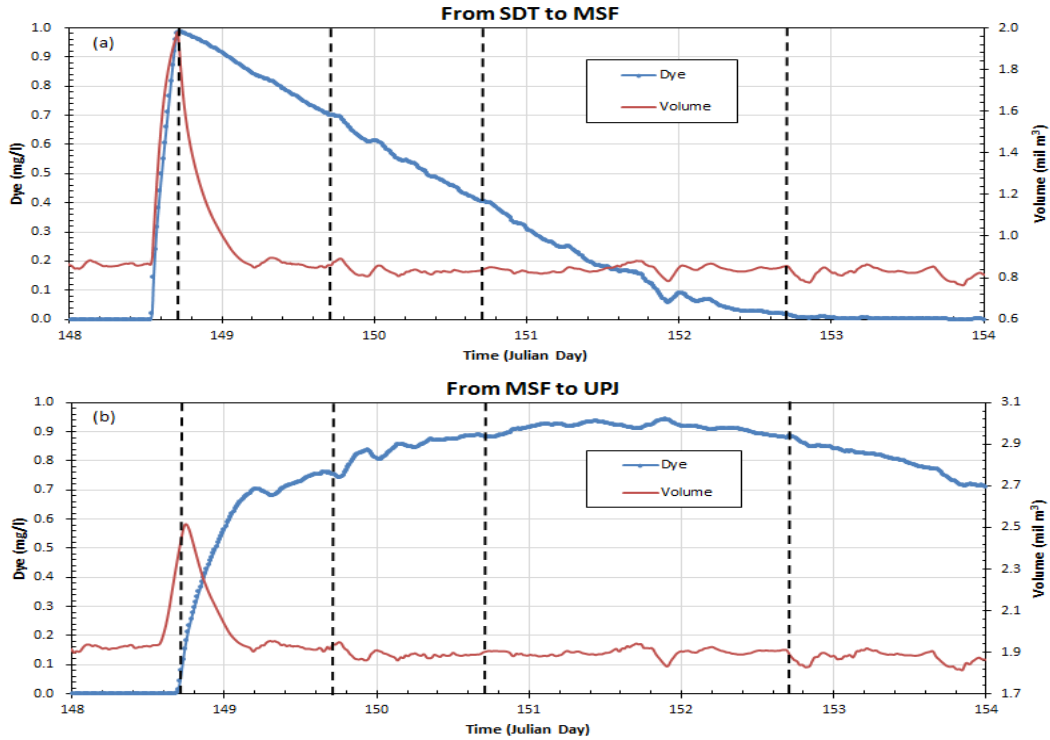 From SDT to MSF
(a)
1.0
0.9
0.8
0.7
0.6
0.5
0.4
0.3
0.2
0.1
0.0
Dye (mg/l)
2.0
1.8
1.6
1.4
1.2
1.0
0.8
0.6
Volume (mil m³)
Dye
Volume
148 149 150 151 152 153 154
Time (Julian Day)
From MSF to UPJ
(b)
1.0
0.9
0.8
0.7
0.6
0.5
0.4
0.3
0.2
0.1
0.0
Dye (mg/l)
3.1
2.9
2.7
2.5
2.3
2.1
1.9
1.7
Volume (mil m³)
Dye
Volume
148 149 150 151 152 153 154
Time (Julian Day)